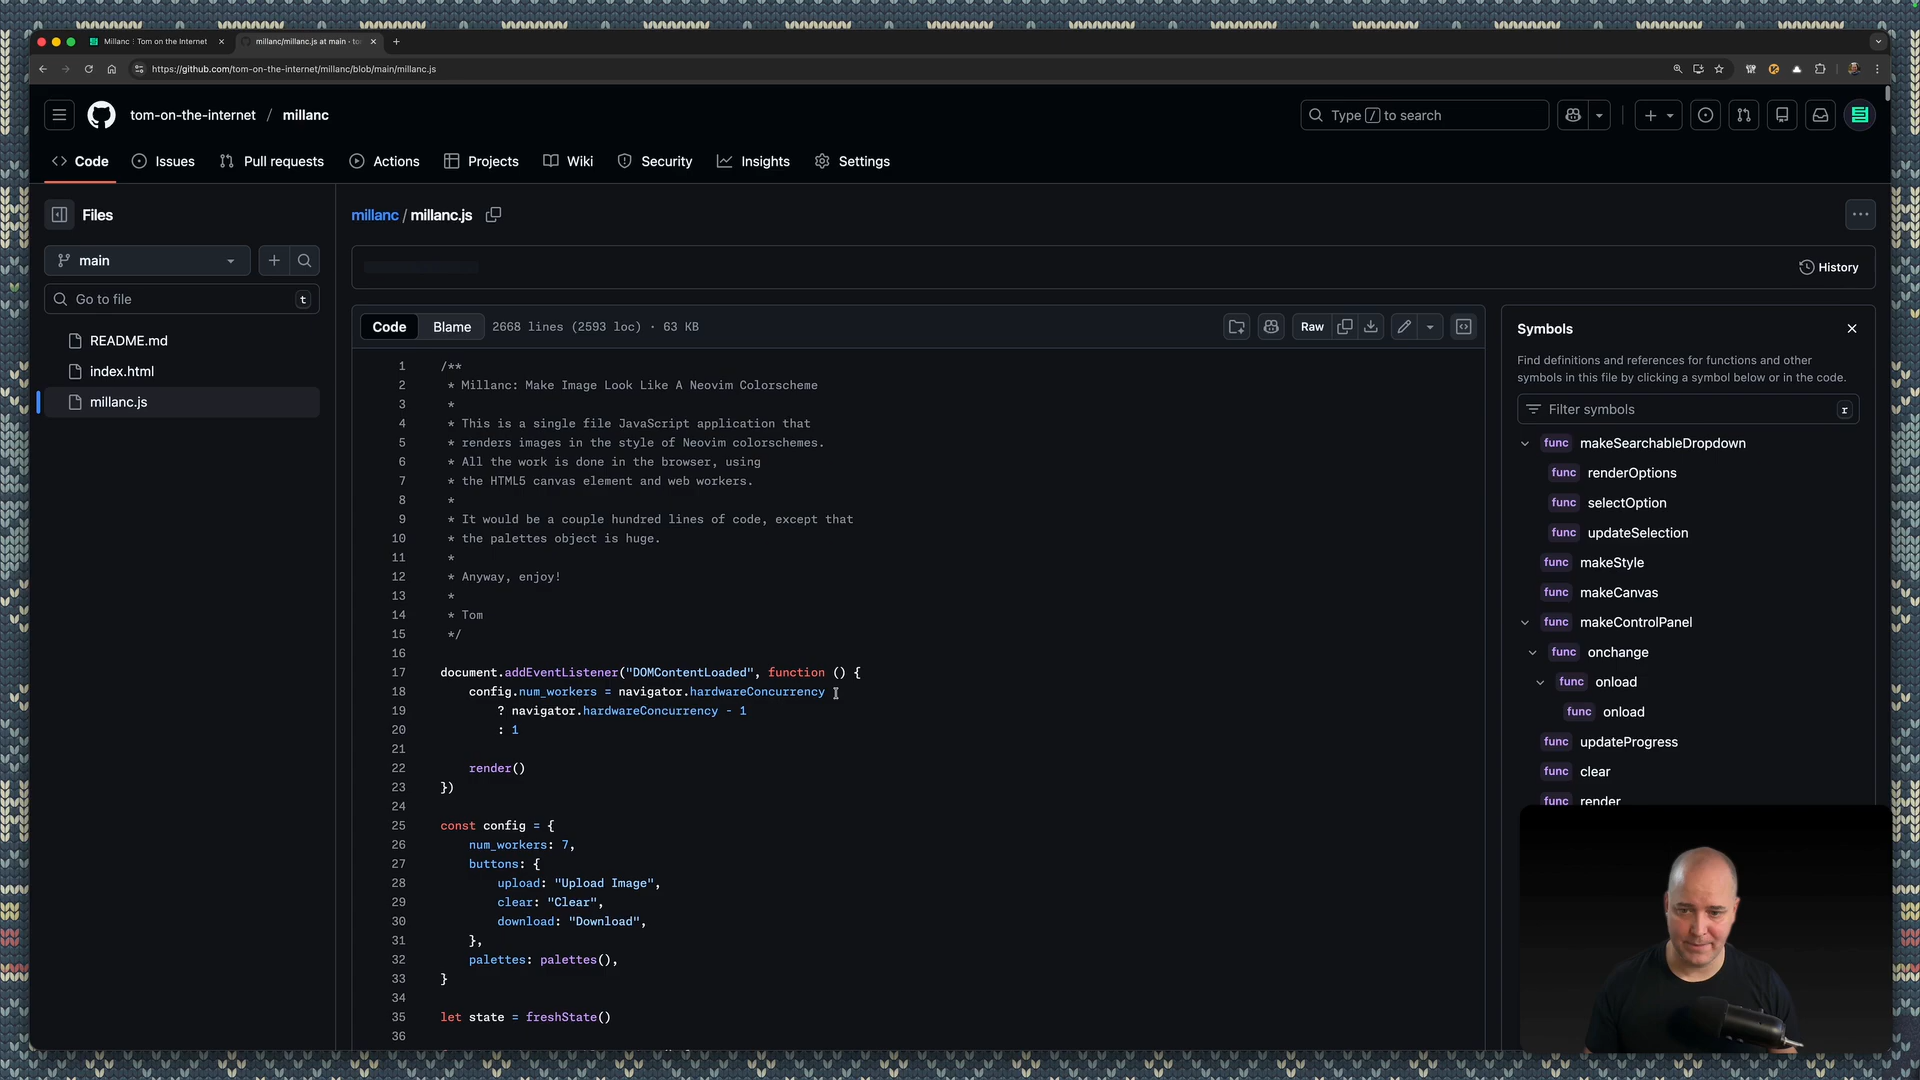 Millanc : Tom on the Internet
millanc/millanc.js at main · to
https://github.com/tom-on-the-internet/millanc/blob/main/millanc.js
tom-on-the-internet / millanc
Type / to search
Code
Issues
Pull requests
Actions
Projects
Wiki
Security
Insights
Settings
Files
main
Go to file
t
README.md
index.html
millanc.js
millanc / millanc.js
History
Code
Blame
2668 lines (2593 loc) · 63 KB
Raw
1 /**
2 * Millanc: Make Image Look Like A Neovim Colorscheme
3 *
4 * This is a single file JavaScript application that
5 * renders images in the style of Neovim colorschemes.
6 * All the work is done in the browser, using
7 * the HTML5 canvas element and web workers.
8 *
9 * It would be a couple hundred lines of code, except that
10 * the palettes object is huge.
11 *
12 * Anyway, enjoy!
13 *
14 * Tom
15 */
16
17 document.addEventListener("DOMContentLoaded", function () {
18 config.num_workers = navigator.hardwareConcurrency
19 ? navigator.hardwareConcurrency - 1
20 : 1
21
22 render()
23 })
24
25 const config = {
26 num_workers: 7,
27 buttons: {
28 upload: "Upload Image",
29 clear: "Clear",
30 download: "Download",
31 },
32 palettes: palettes(),
33 }
34
35 let state = freshState()
36
Symbols
Find definitions and references for functions and other
symbols in this file by clicking a symbol below or in the code.
Filter symbols
r
func makeSearchableDropdown
func renderOptions
func selectOption
func updateSelection
func makeStyle
func makeCanvas
func makeControlPanel
func onchange
func onload
func onload
func updateProgress
func clear
func render